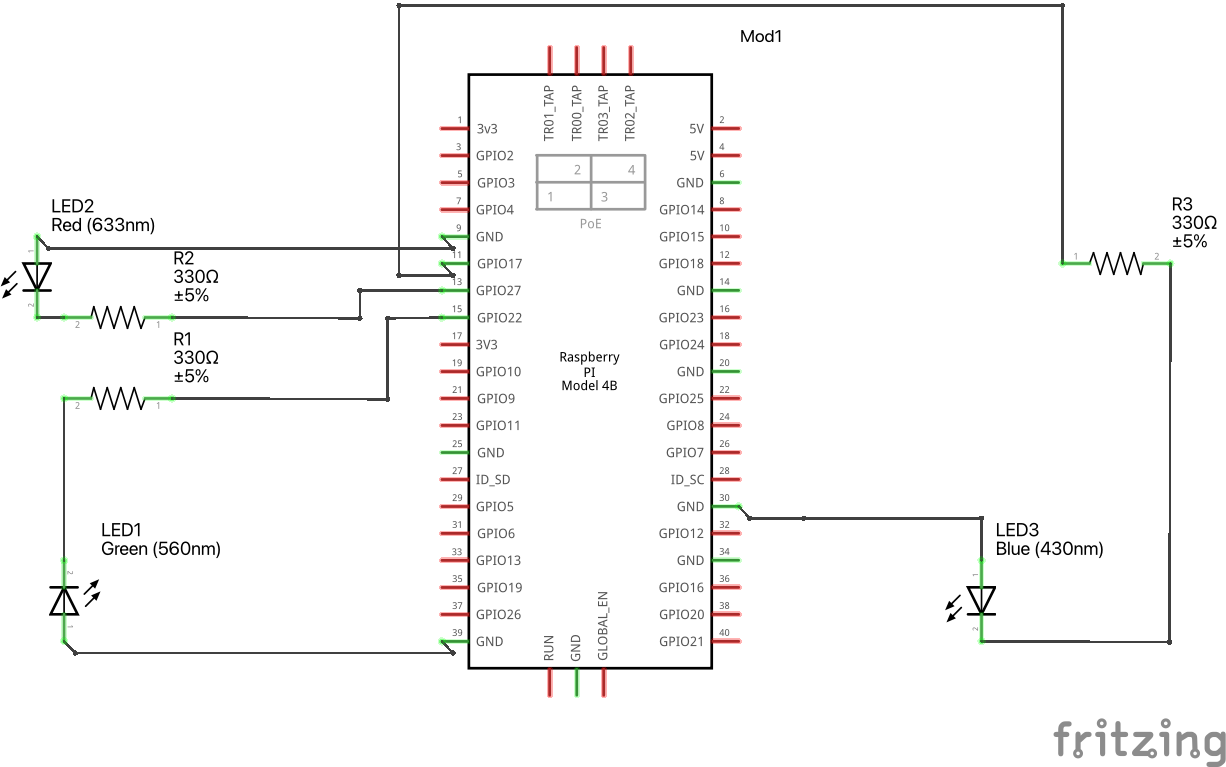 Mod1
TR01_TAP
TR00_TAP
TR03_TAP
TR02_TAP
1 3v3
5V 2
3 GPIO2
5V 4
5 GPIO3
GND 6
7 GPIO4
GPIO14 8
9 GND
GPIO15 10
11 GPIO17
GPIO18 12
13 GPIO27
GND 14
15 GPIO22
GPIO23 16
17 3V3
GPIO24 18
19 GPIO10
GND 20
21 GPIO9
GPIO25 22
23 GPIO11
GPIO8 24
25 GND
GPIO7 26
27 ID_SD
ID_SC 28
29 GPIO5
GND 30
31 GPIO6
GPIO12 32
33 GPIO13
GND 34
35 GPIO19
GPIO16 36
37 GPIO26
GPIO20 38
39 GND
GPIO21 40
2 4
1 3
PoE
Raspberry
PI
Model 4B
RUN
GND
GLOBAL_EN
LED2
Red (633nm)
1
2
R2
330Ω
±5%
2 1
R1
330Ω
±5%
2 1
LED1
Green (560nm)
2
1
R3
330Ω
±5%
1 2
LED3
Blue (430nm)
1
2
fritzing